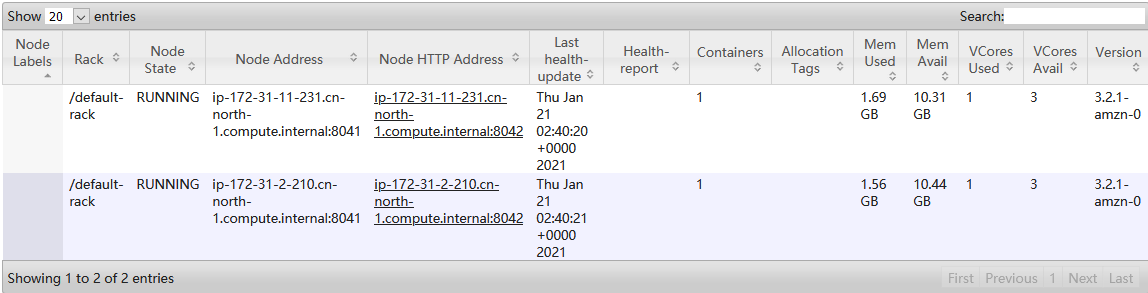 Show 20 entries Search:
Node Labels Rack Node State Node Address Node HTTP Address Last health-update Health-report Containers Allocation Tags Mem Used Mem Avail VCores Used VCores Avail Version
/default-rack RUNNING ip-172-31-11-231.cn-north-1.compute.internal:8041 ip-172-31-11-231.cn-north-1.compute.internal:8042 Thu Jan 21 02:40:20 +0000 2021 1 1.69 GB 10.31 GB 1 3 3.2.1-amzn-0
/default-rack RUNNING ip-172-31-2-210.cn-north-1.compute.internal:8041 ip-172-31-2-210.cn-north-1.compute.internal:8042 Thu Jan 21 02:40:21 +0000 2021 1 1.56 GB 10.44 GB 1 3 3.2.1-amzn-0
Showing 1 to 2 of 2 entries First Previous 1 Next Last